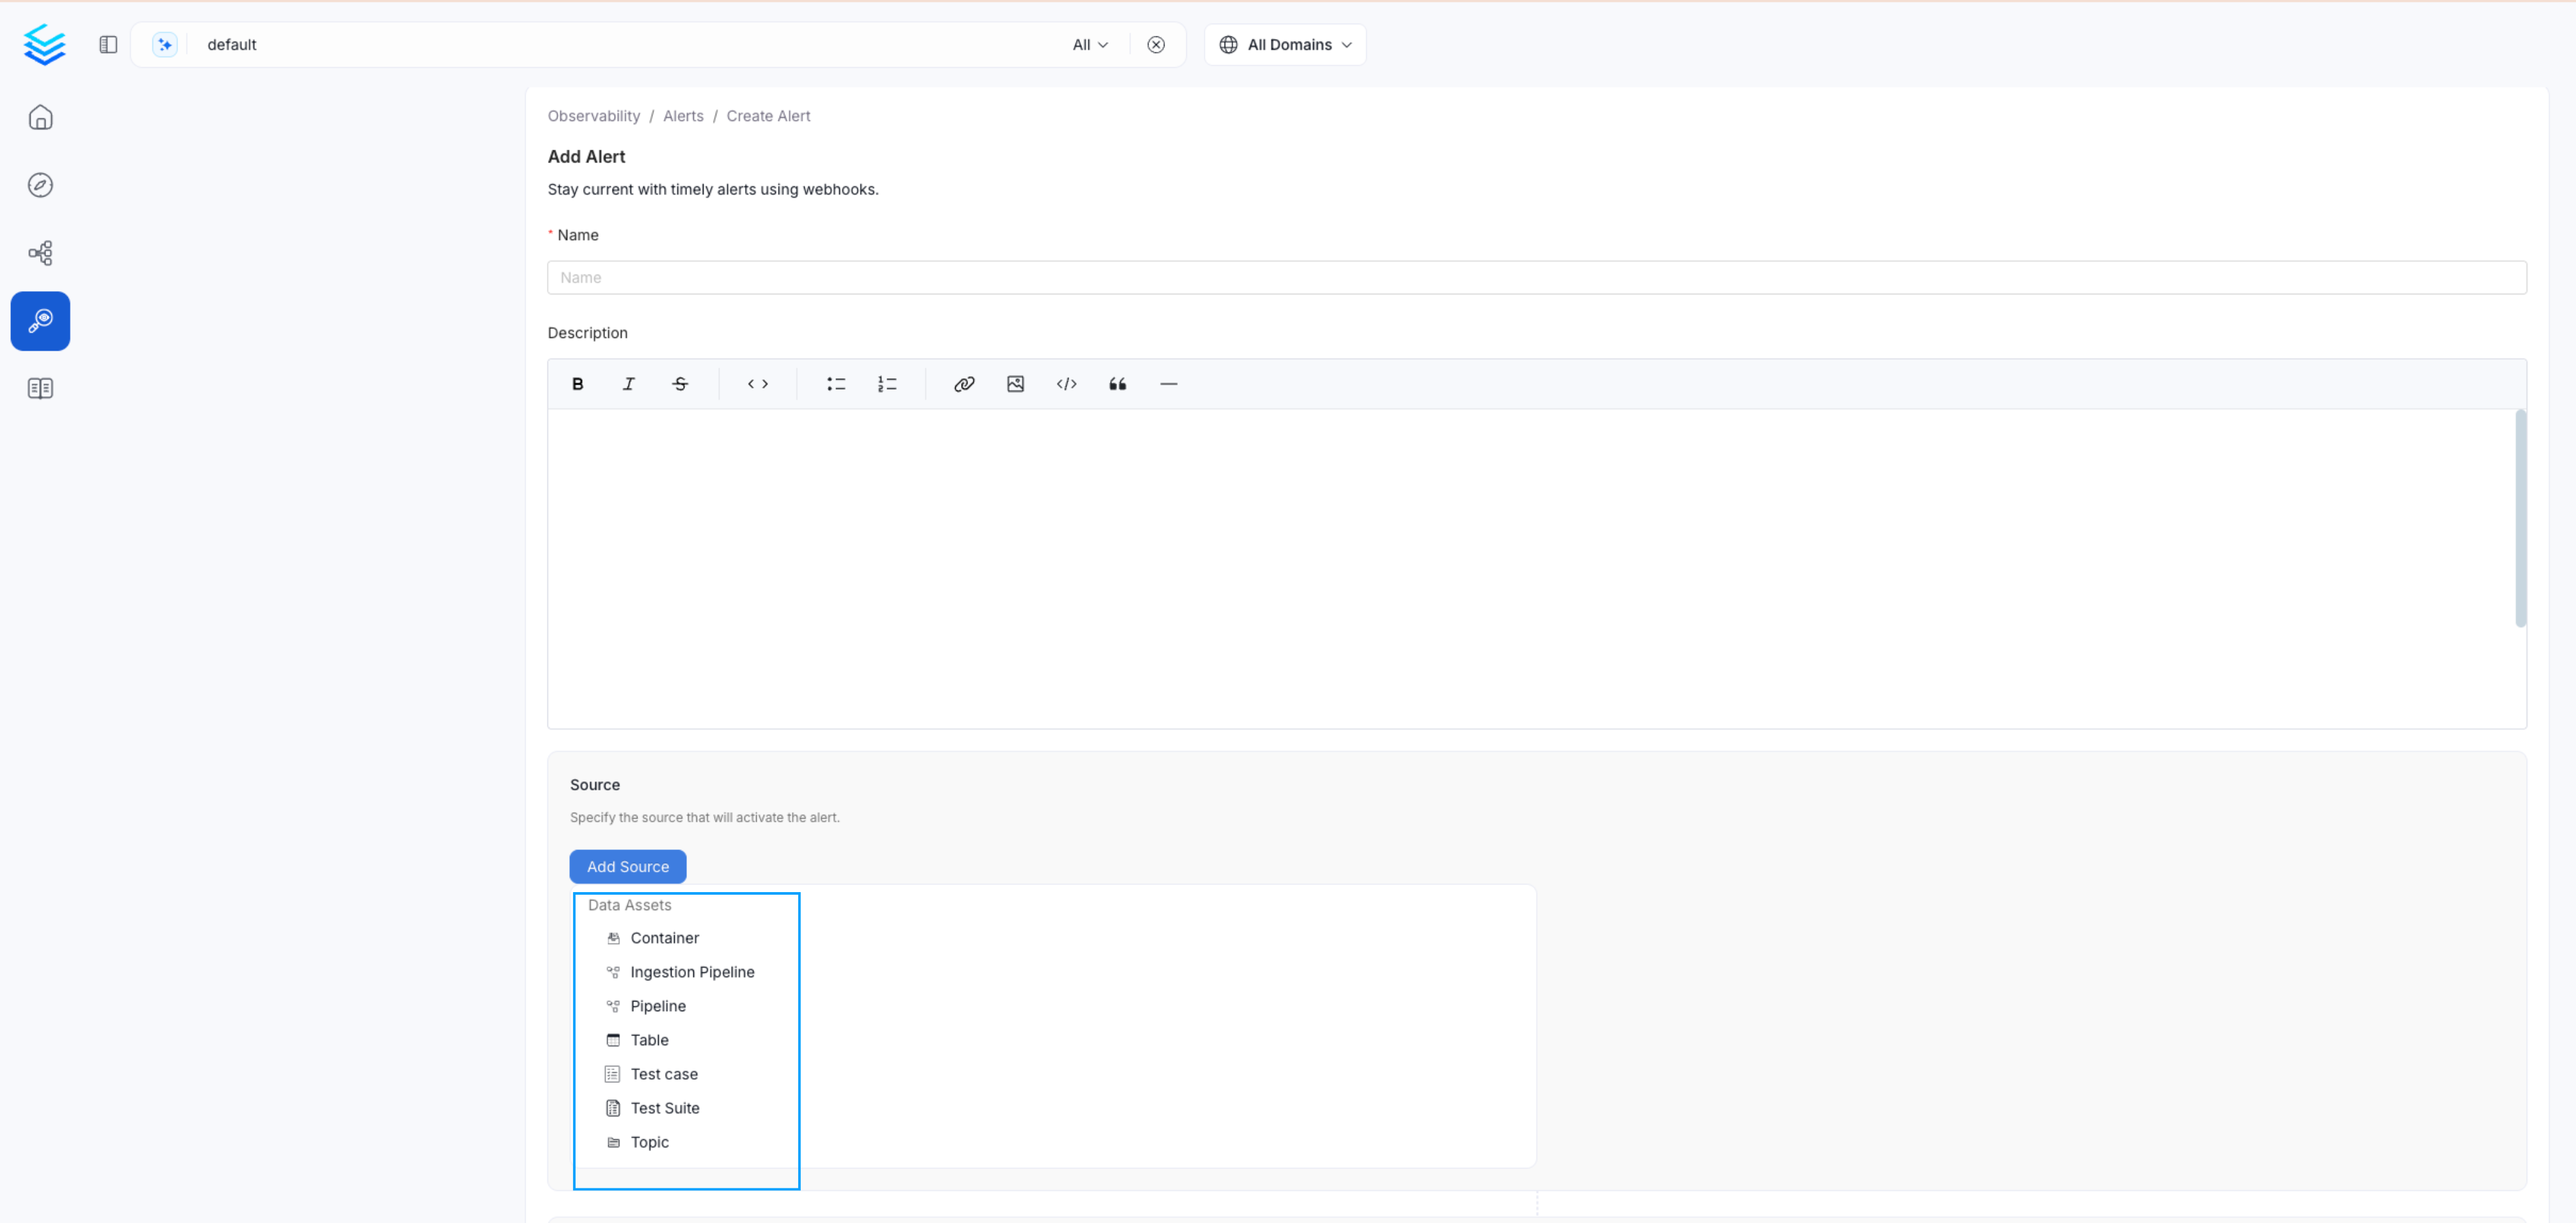 default
All
All Domains
Observability / Alerts / Create Alert
Add Alert
Stay current with timely alerts using webhooks.
* Name
Name
Description
Source
Specify the source that will activate the alert.
Add Source
Data Assets
Container
Ingestion Pipeline
Pipeline
Table
Test case
Test Suite
Topic